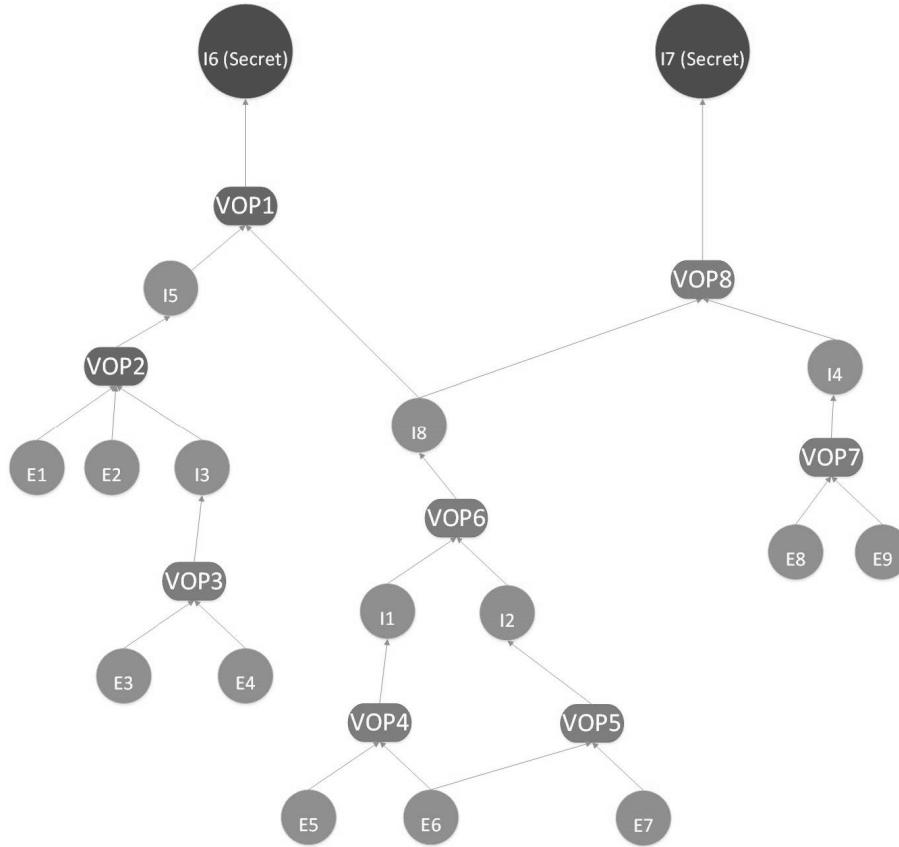 I6 (Secret)
I7 (Secret)
VOP1
VOP8
I5
VOP2
I4
I8
E1
E2
I3
VOP7
VOP6
E8
E9
VOP3
I1
I2
E3
E4
VOP4
VOP5
E5
E6
E7